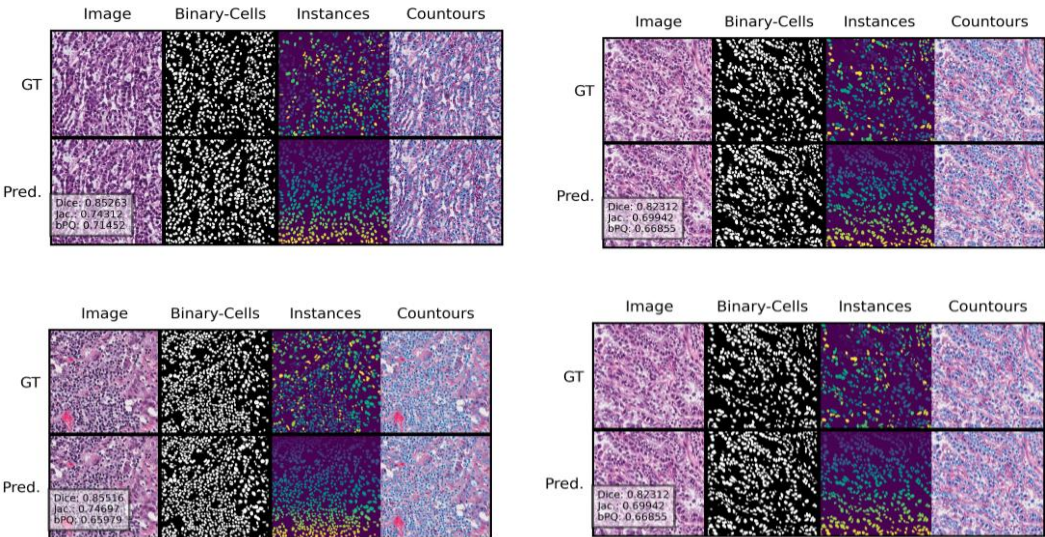 Image Binary-Cells Instances Countours
GT
Pred.
Dice: 0.85263
Jac.: 0.74312
bPQ: 0.71452
Image Binary-Cells Instances Countours
GT
Pred.
Dice: 0.82312
Jac.: 0.69942
bPQ: 0.66855
Image Binary-Cells Instances Countours
GT
Pred.
Dice: 0.85516
Jac.: 0.74697
bPQ: 0.65979
Image Binary-Cells Instances Countours
GT
Pred.
Dice: 0.82312
Jac.: 0.69942
bPQ: 0.66855